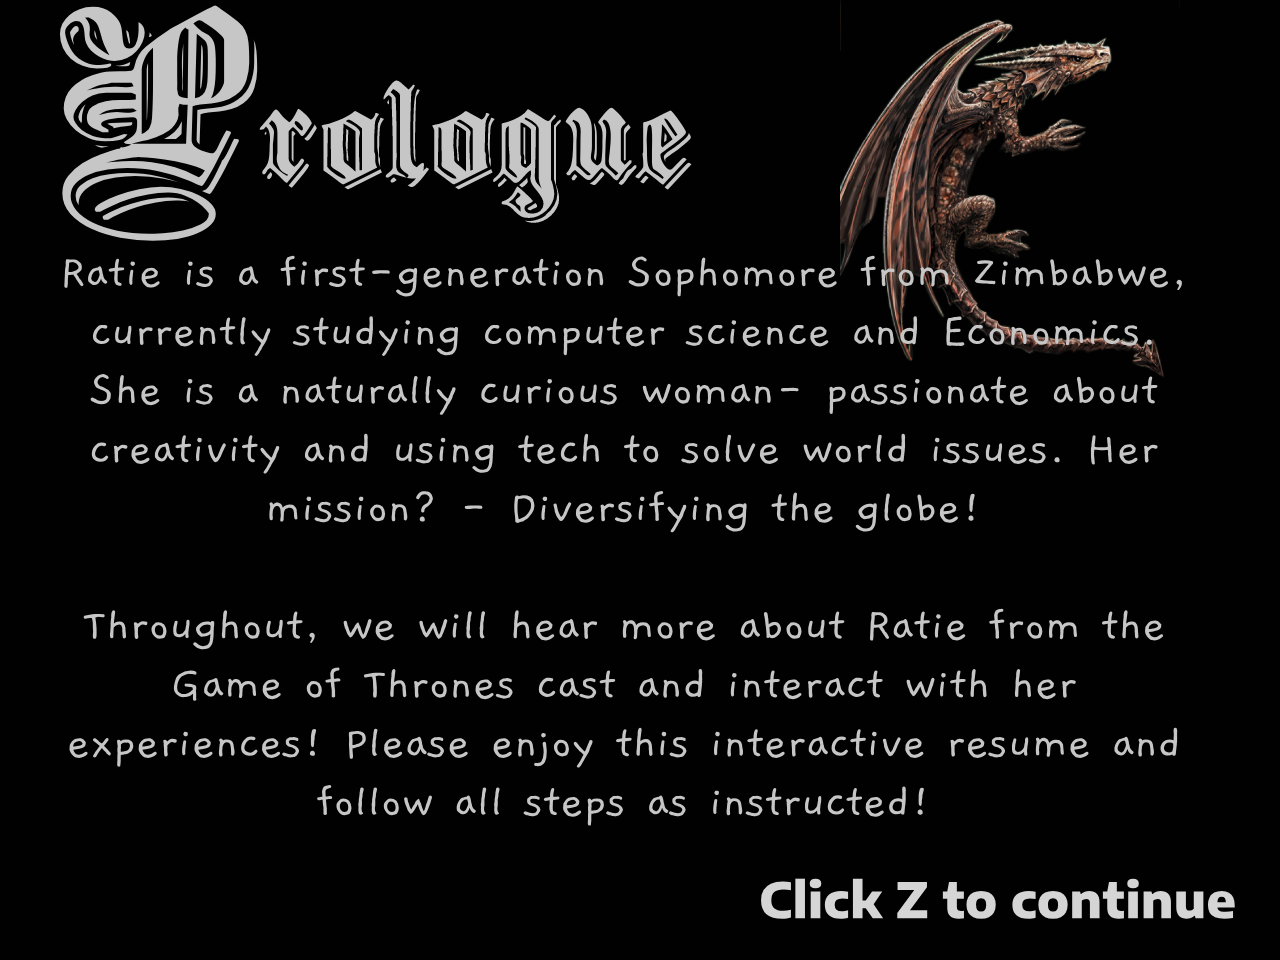 Prologue
Ratie is a first-generation Sophomore from Zimbabwe,
currently studying computer science and Economics.
She is a naturally curious woman- passionate about
creativity and using tech to solve world issues. Her
mission? - Diversifying the globe!
Throughout, we will hear more about Ratie from the
Game of Thrones cast and interact with her
experiences! Please enjoy this interactive resume and
follow all steps as instructed!
Click Z to continue